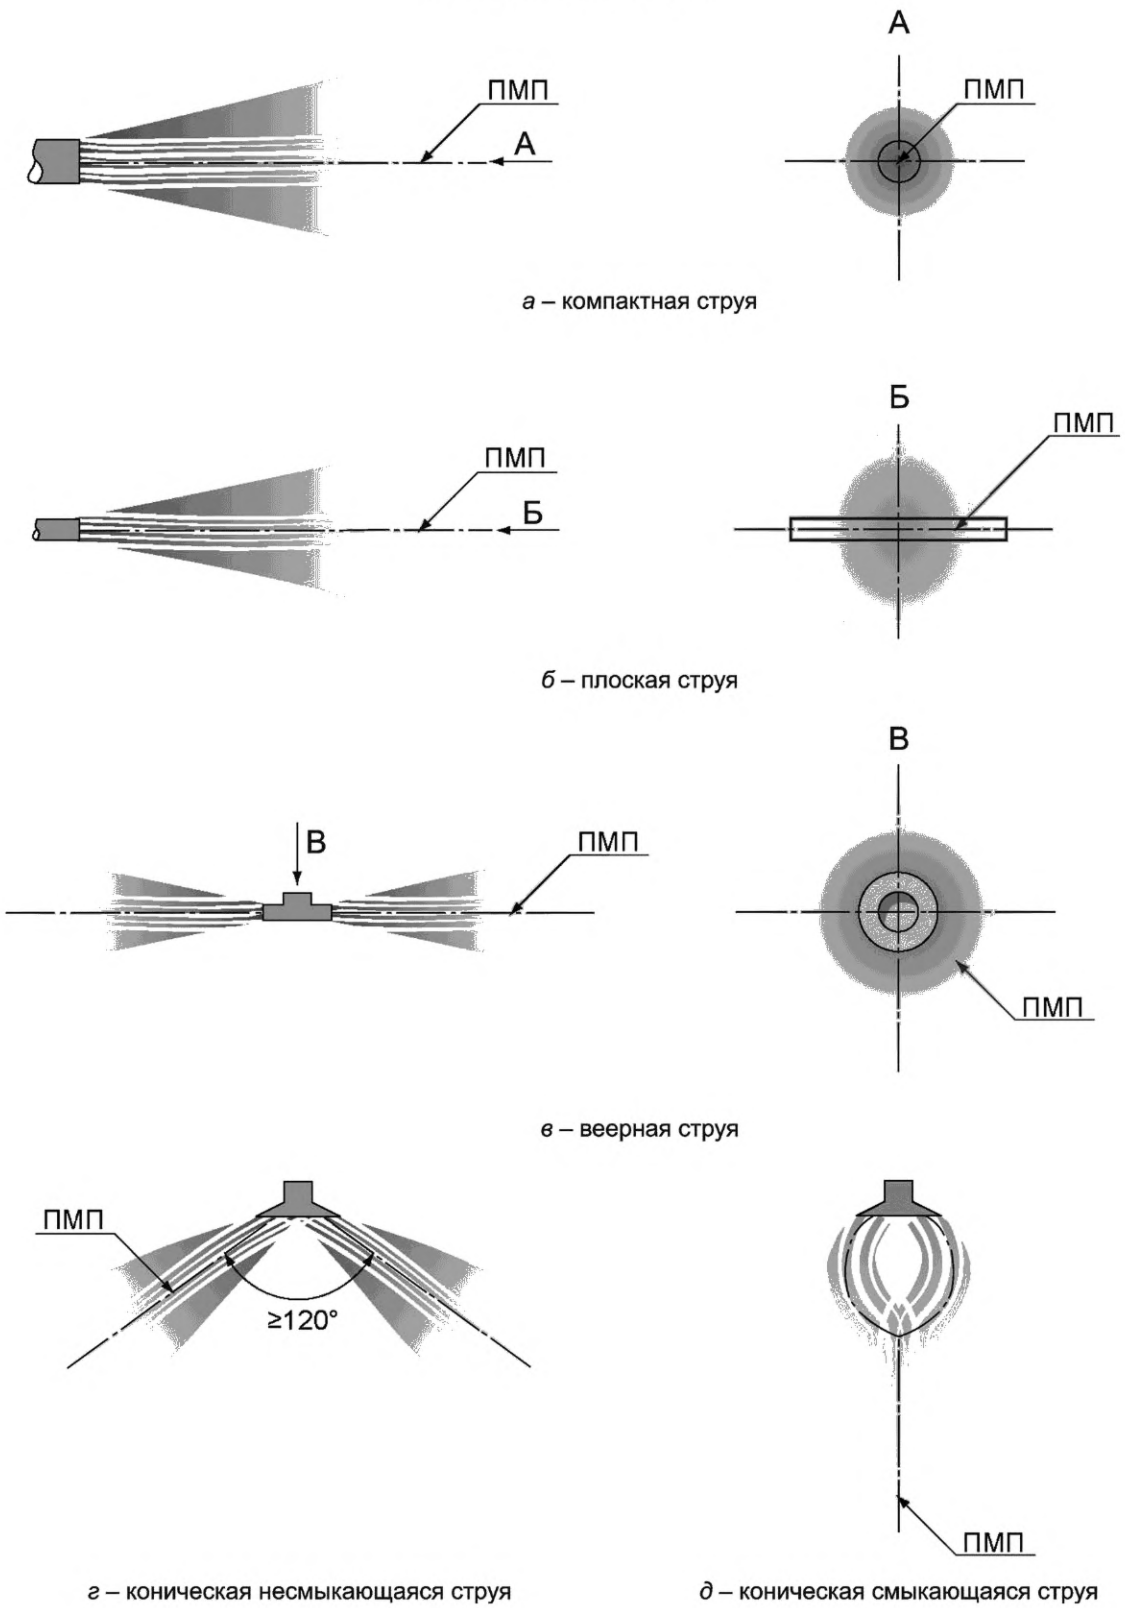 А
ПМП
ПМП
А
а – компактная струя
Б
ПМП
ПМП
Б
б – плоская струя
В
В
ПМП
ПМП
в – веерная струя
ПМП
≥120°
ПМП
г – коническая несмыкающаяся струя
д – коническая смыкающаяся струя